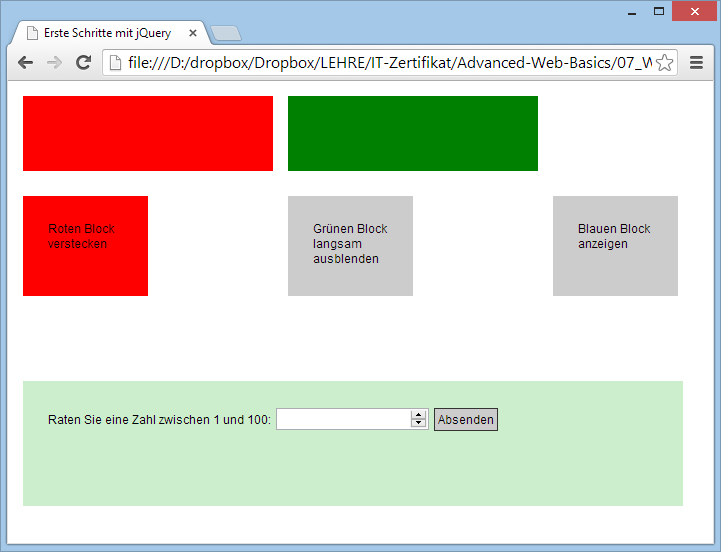 Erste Schritte mit jQuery
file:///D:/dropbox/Dropbox/LEHRE/IT-Zertifikat/Advanced-Web-Basics/07_W
Roten Block
verstecken
Grünen Block
langsam
ausblenden
Blauen Block
anzeigen
Raten Sie eine Zahl zwischen 1 und 100:
Absenden